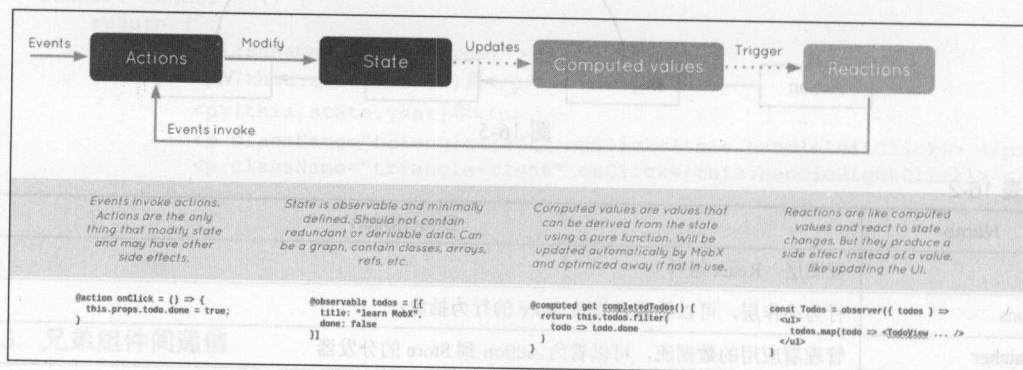 Events
Actions
Modify
State
Updates
Computed values
Trigger
Reactions
Events invoke
Events invoke actions.
Actions are the only
thing that modify state
and may have other
side effects.
State is observable and minimally
defined. Should not contain
redundant or derivable data. Can
be a graph, contain classes, arrays,
refs, etc.
Computed values are values that
can be derived from the state
using a pure function. Will be
updated automatically by MobX
and optimized away if not in use.
Reactions are like computed
values and react to state
changes. But they produce a
side effect instead of a value,
like updating the UI.
@action onClick = () => {
this.props.todo.done = true;
}
@observable todos = [{
title: "learn MobX",
done: false
}]
@computed get completedTodos() {
return this.todos.filter(
todo => todo.done
)
}
const Todos = observer({ todos } =>
<ul>
todos.map(todo => <TodoView ... />
</ul>
)